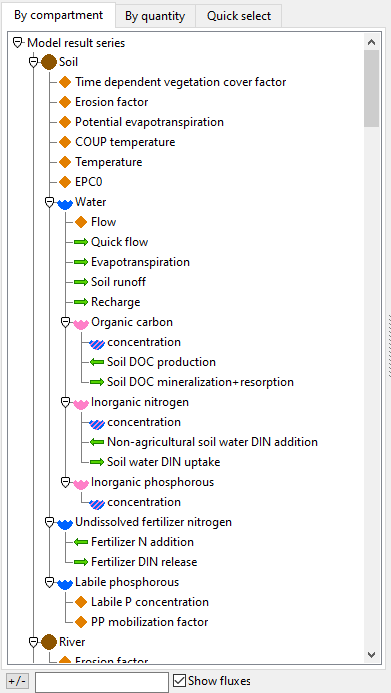 By compartment By quantity Quick select
Model result series
Soil
Time dependent vegetation cover factor
Erosion factor
Potential evapotranspiration
COUP temperature
Temperature
EPC0
Water
Flow
Quick flow
Evapotranspiration
Soil runoff
Recharge
Organic carbon
concentration
Soil DOC production
Soil DOC mineralization+resorption
Inorganic nitrogen
concentration
Non-agricultural soil water DIN addition
Soil water DIN uptake
Inorganic phosphorous
concentration
Undissolved fertilizer nitrogen
Fertilizer N addition
Fertilizer DIN release
Labile phosphorous
Labile P concentration
PP mobilization factor
River
Erosion factor
+/- Show fluxes